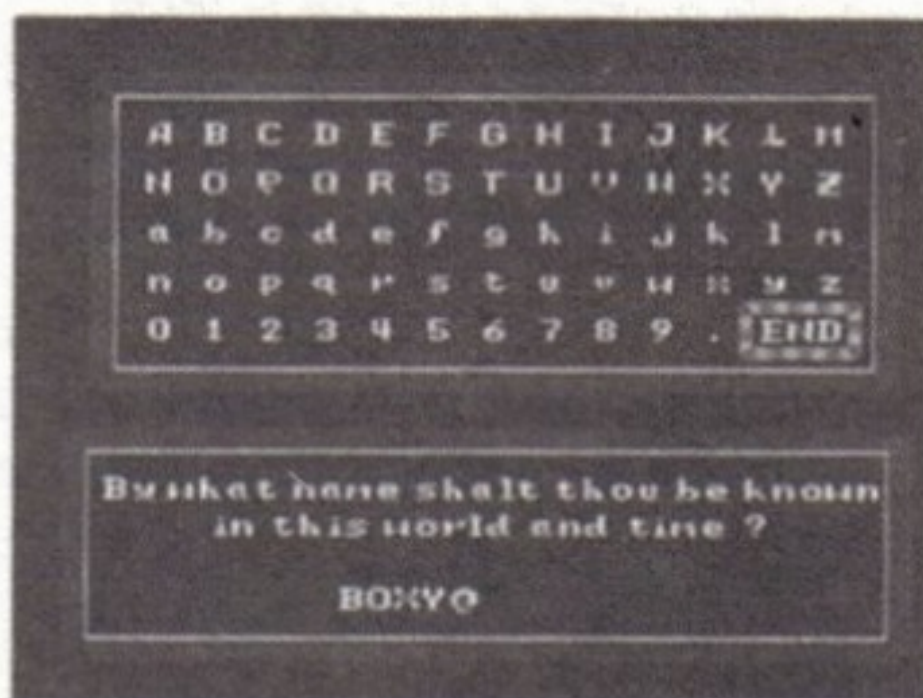 A B C D E F G H I J K L M
N O P Q R S T U V W X Y Z
a b c d e f g h i j k l m
n o p q r s t u v w x y z
0 1 2 3 4 5 6 7 8 9 . END
By what name shalt thou be known
in this world and time ?
BOXY@